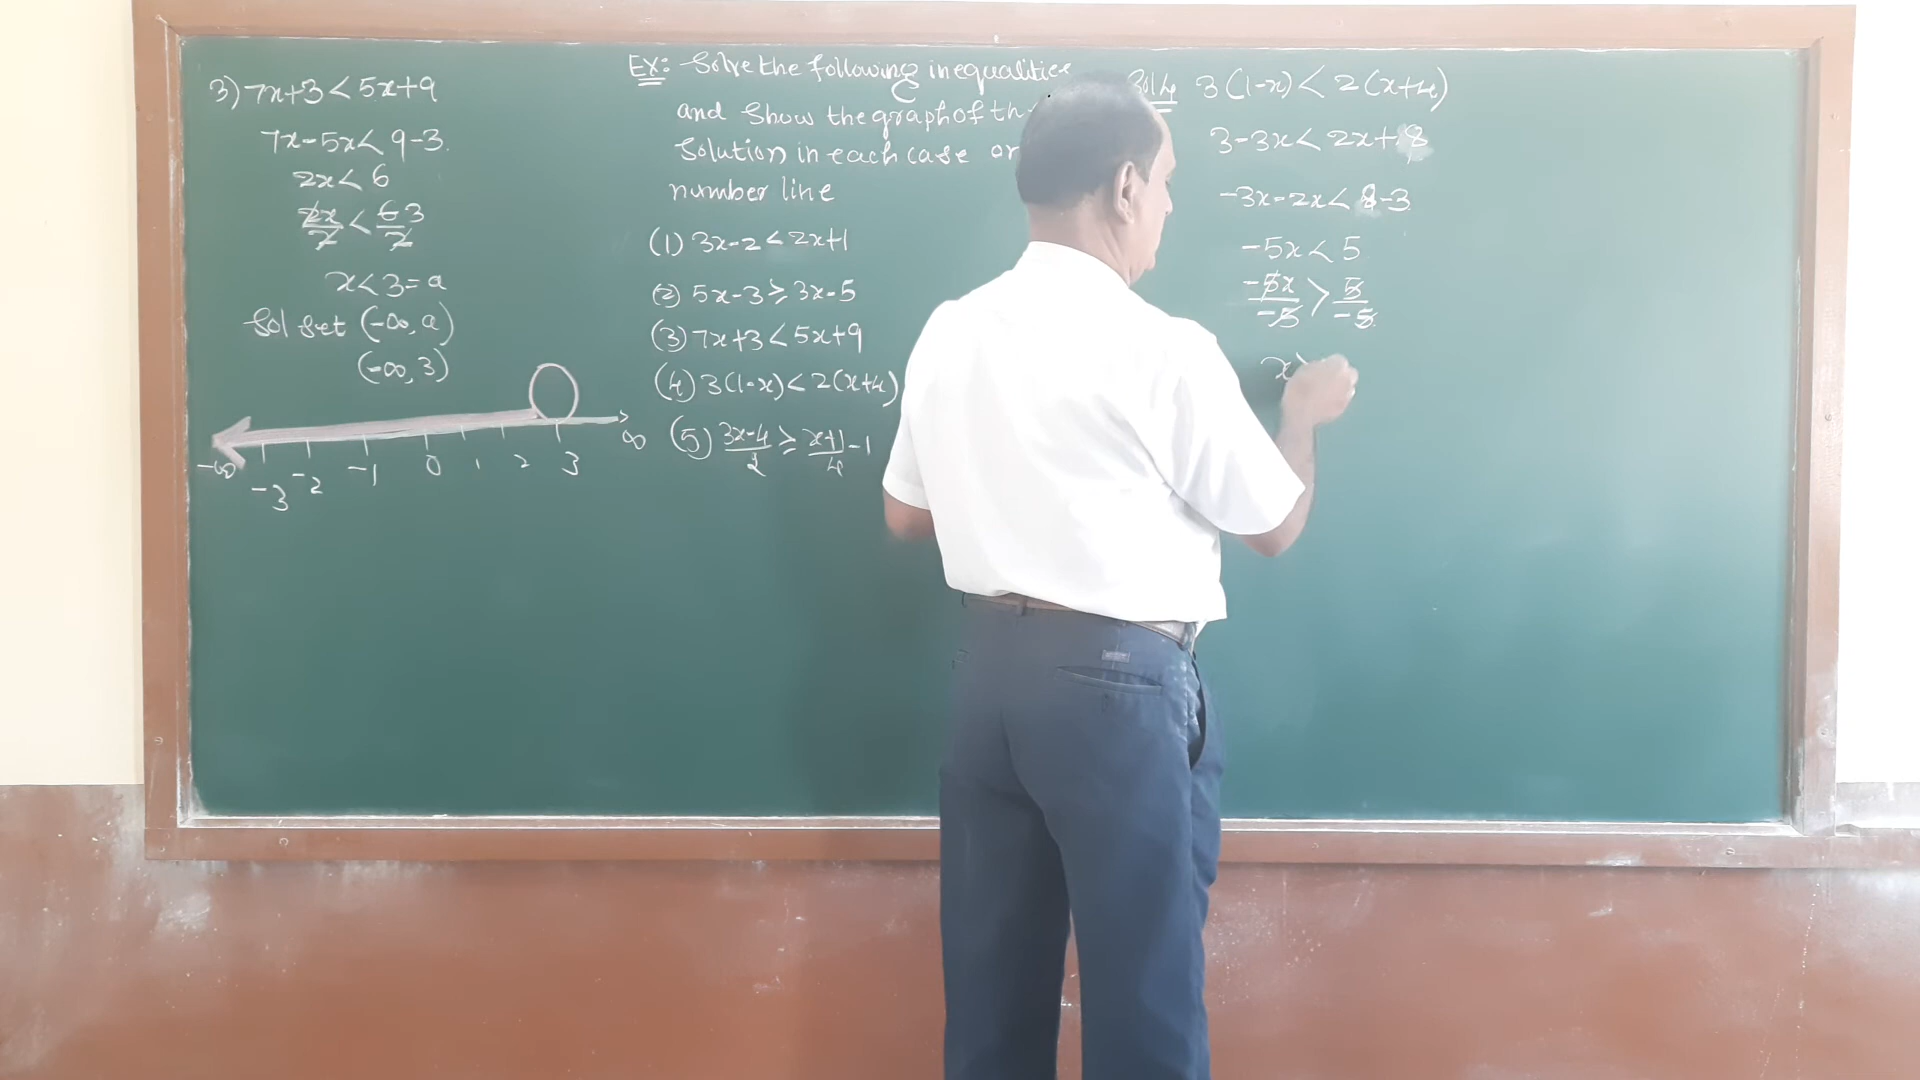 3) 7x+3<5x+9
7x-5x<9-3.
2x<6
2x/2 < 6/2 3
x<3=a
Sol Set (-∞, a)
(-∞, 3)
-∞ -3 -2 -1 0 1 2 3 ∞
Ex: Solve the following inequalities
and show the graph of th
Solution in each case
number line
(1) 3x-2<2x+1
(2) 5x-3⩾3x-5
(3) 7x+3<5x+9
(4) 3(1-x)<2(x+4)
(5) 3x-4/2 ⩾ x+1/4 -1
3(1-x)<2(x+4)
3-3x<2x+8
-3x-2x<8-3
-5x<5
-5x/-5 > 5/-5
x>